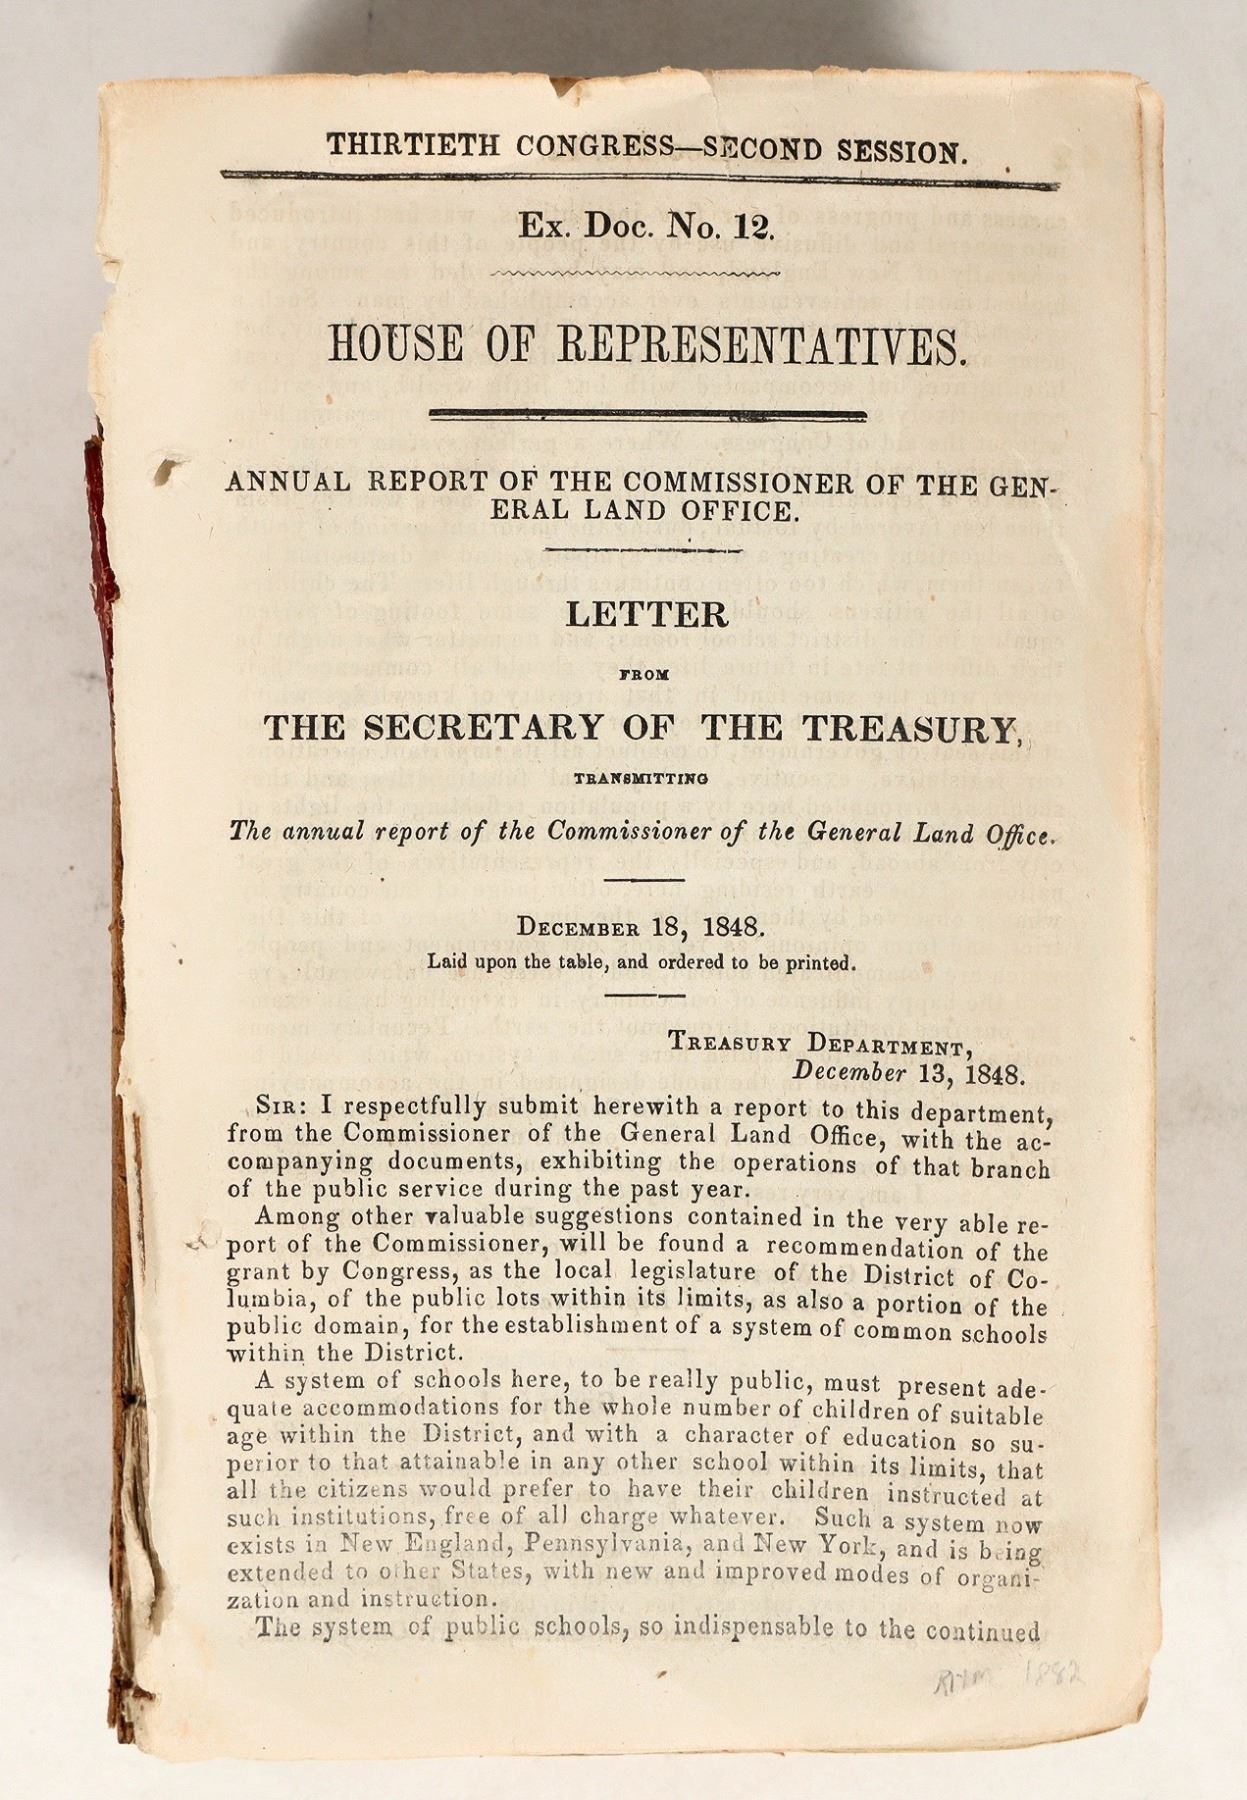 THIRTIETH CONGRESS—SECOND SESSION.
Ex. Doc. No. 12.
HOUSE OF REPRESENTATIVES.
ANNUAL REPORT OF THE COMMISSIONER OF THE GEN-
ERAL LAND OFFICE.
LETTER
FROM
THE SECRETARY OF THE TREASURY,
TRANSMITTING
The annual report of the Commissioner of the General Land Office.
December 18, 1848.
Laid upon the table, and ordered to be printed.
Treasury Department,
December 13, 1848.
Sir: I respectfully submit herewith a report to this department,
from the Commissioner of the General Land Office, with the ac-
companying documents, exhibiting the operations of that branch
of the public service during the past year.
Among other valuable suggestions contained in the very able re-
port of the Commissioner, will be found a recommendation of the
grant by Congress, as the local legislature of the District of Co-
lumbia, of the public lots within its limits, as also a portion of the
public domain, for the establishment of a system of common schools
within the District.
A system of schools here, to be really public, must present ade-
quate accommodations for the whole number of children of suitable
age within the District, and with a character of education so su-
perior to that attainable in any other school within its limits, that
all the citizens would prefer to have their children instructed at
such institutions, free of all charge whatever. Such a system now
exists in New England, Pennsylvania, and New York, and is being
extended to other States, with new and improved modes of organi-
zation and instruction.
The system of public schools, so indispensable to the continued
1882